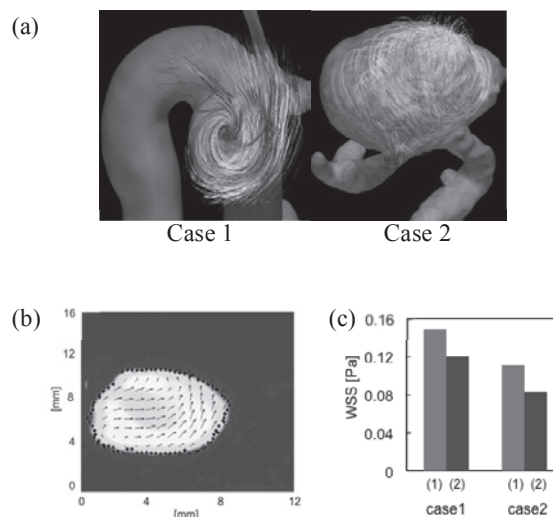 (a)
Case 1 Case 2
(b)
16
12
8
4
0
[mm]
0 4 8 12
[mm]
(c)
0.16
0.12
0.08
0.04
0
WSS [Pa]
(1) (2) (1) (2)
case1 case2